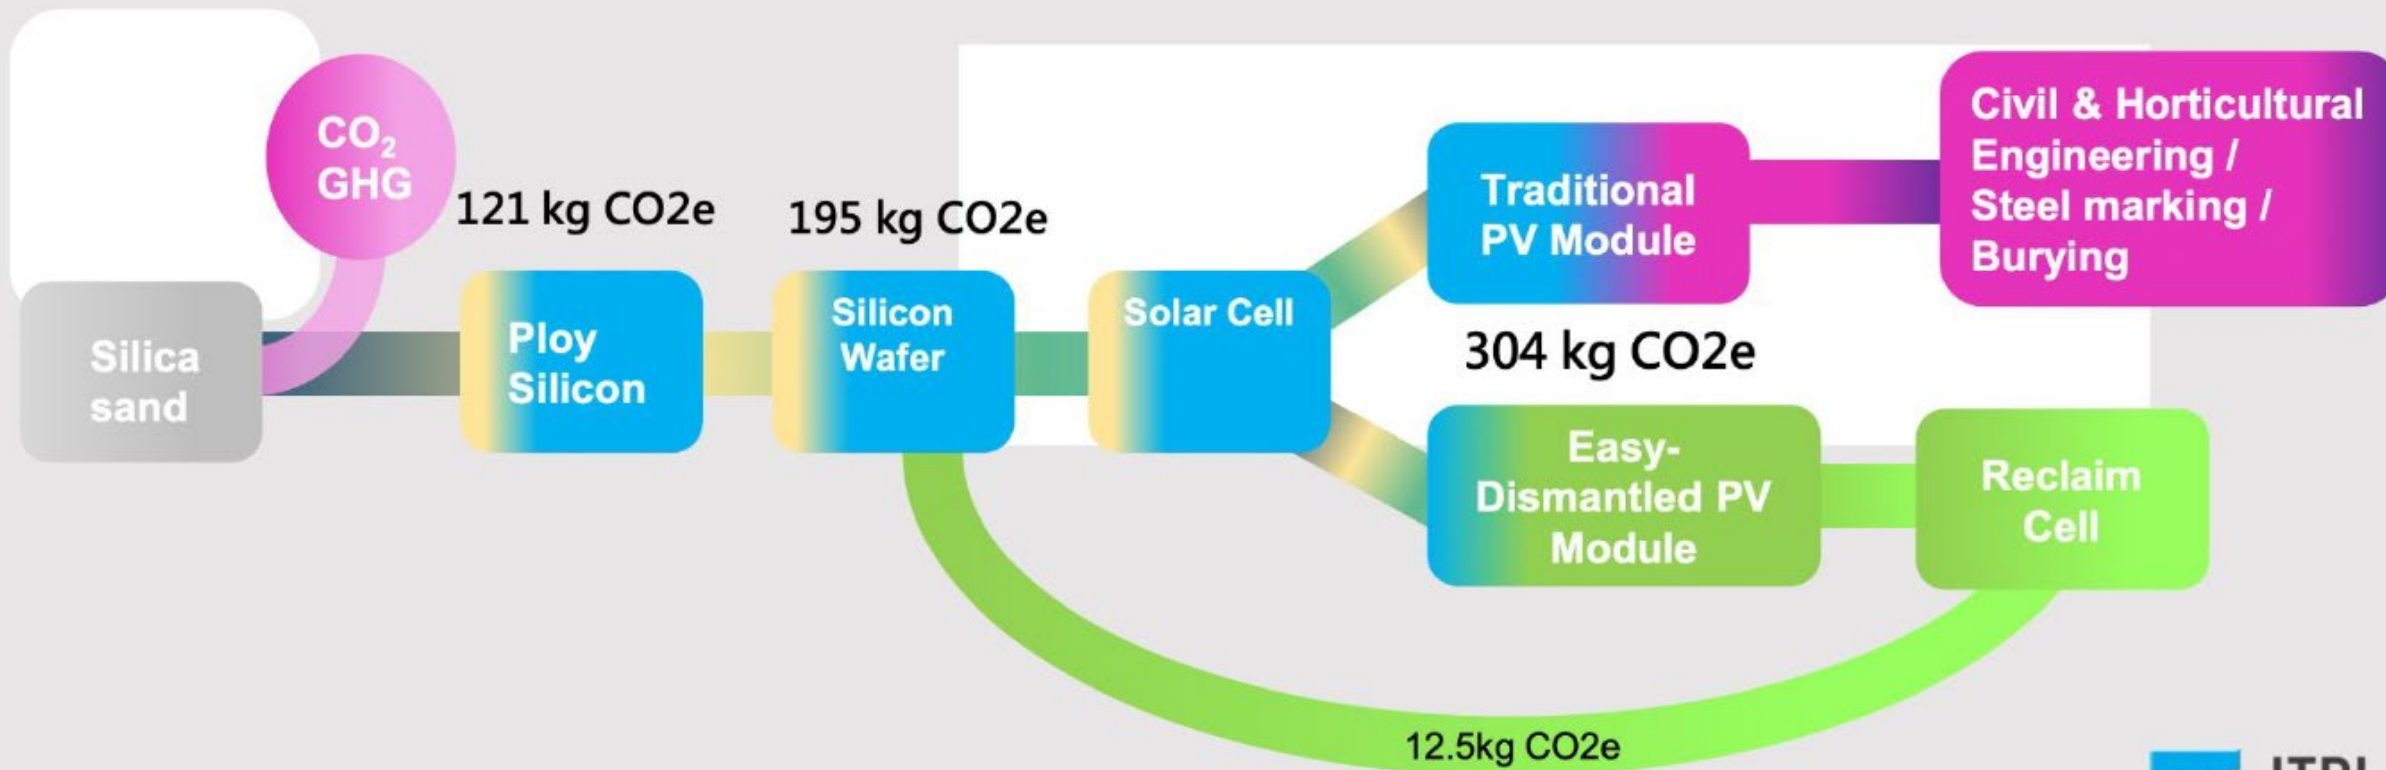 CO₂
GHG
121 kg CO2e
195 kg CO2e
Silica
sand
Ploy
Silicon
Silicon
Wafer
Solar Cell
Traditional
PV Module
Civil & Horticultural
Engineering /
Steel marking /
Burying
304 kg CO2e
Easy-
Dismantled PV
Module
Reclaim
Cell
12.5kg CO2e
ITRI